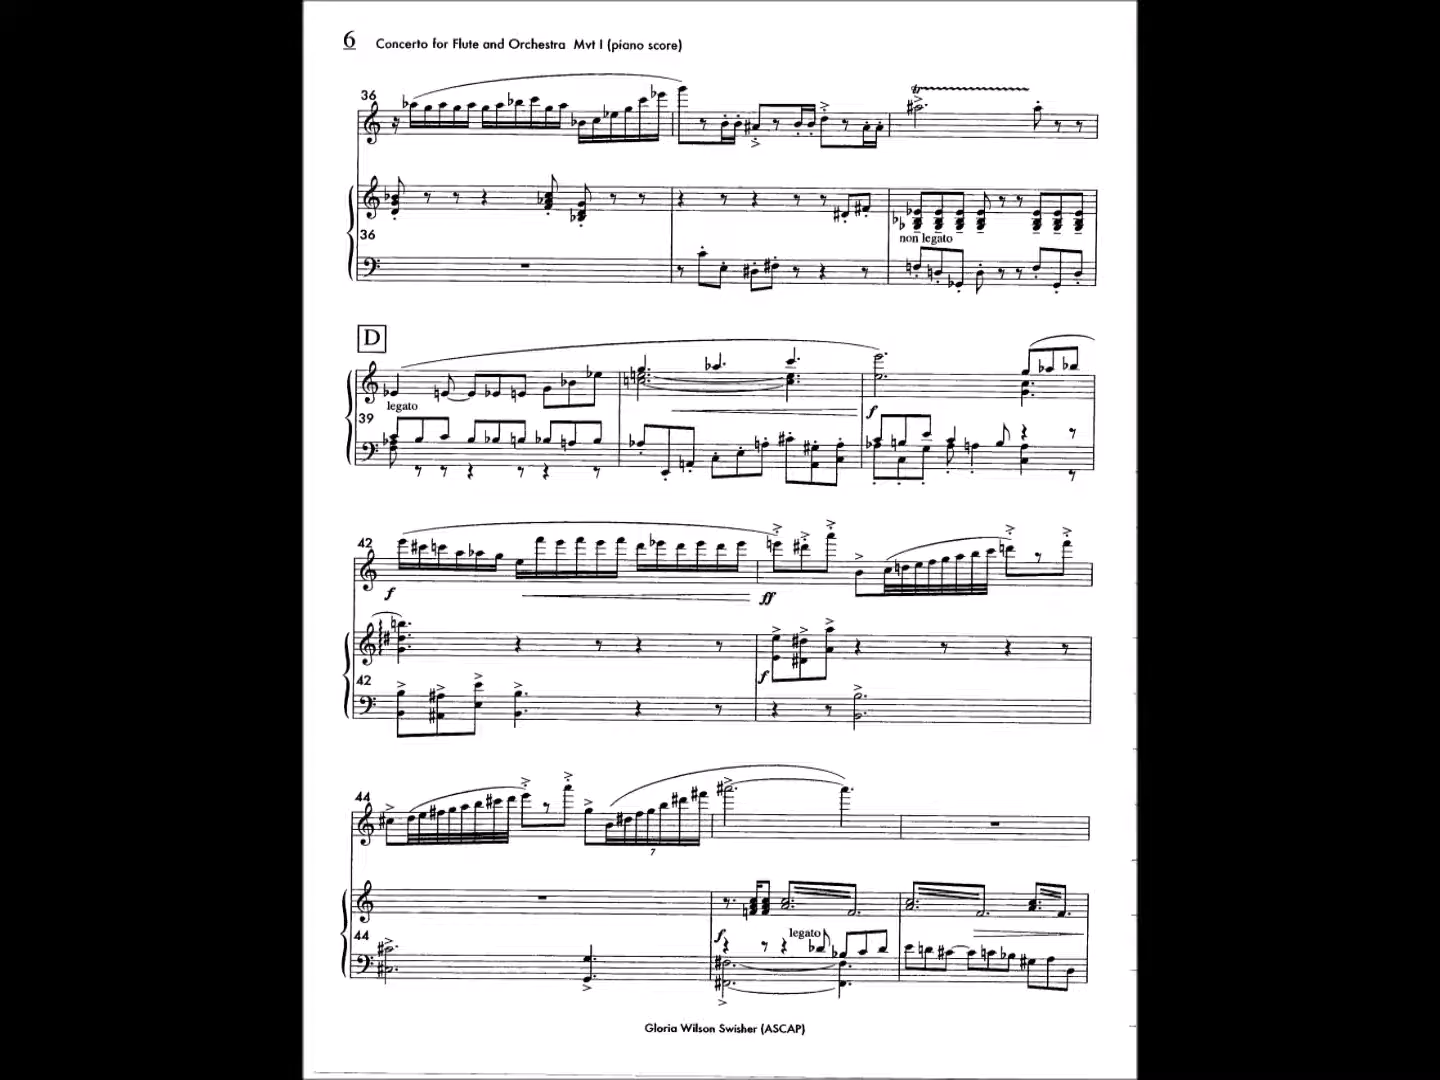 6 Concerto for Flute and Orchestra Mvt I (piano score)
36
36
non legato
D
legato
39
f
42
f
ff
f
42
44
7
f
legato
44
Gloria Wilson Swisher (ASCAP)